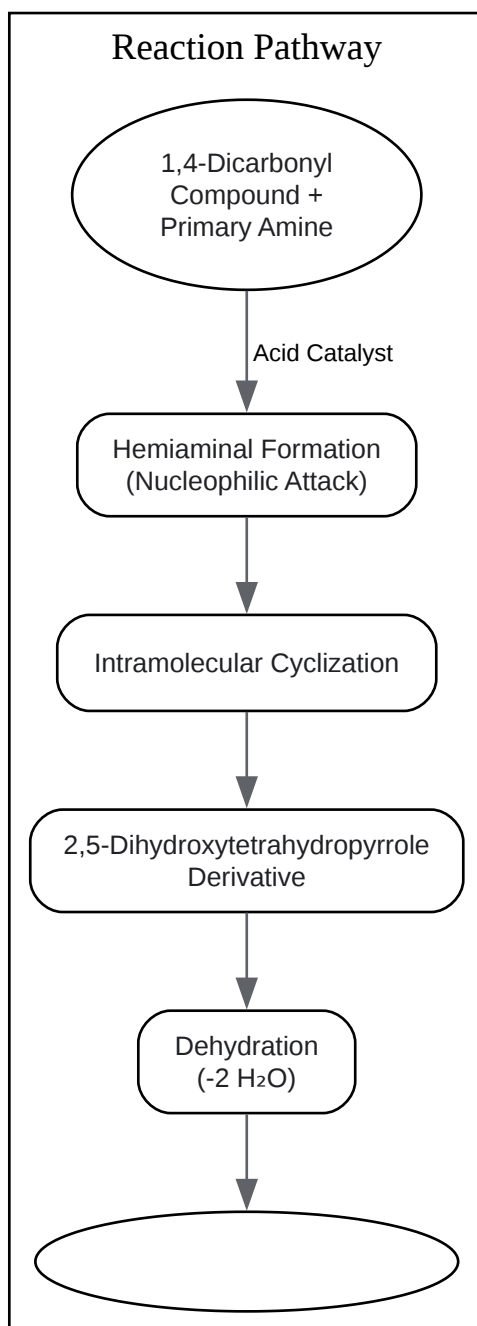 Reaction Pathway
1,4-Dicarbonyl
Compound +
Primary Amine
Acid Catalyst
Hemiaminal Formation
(Nucleophilic Attack)
Intramolecular Cyclization
2,5-Dihydroxytetrahydropyrrole
Derivative
Dehydration
(-2 H₂O)